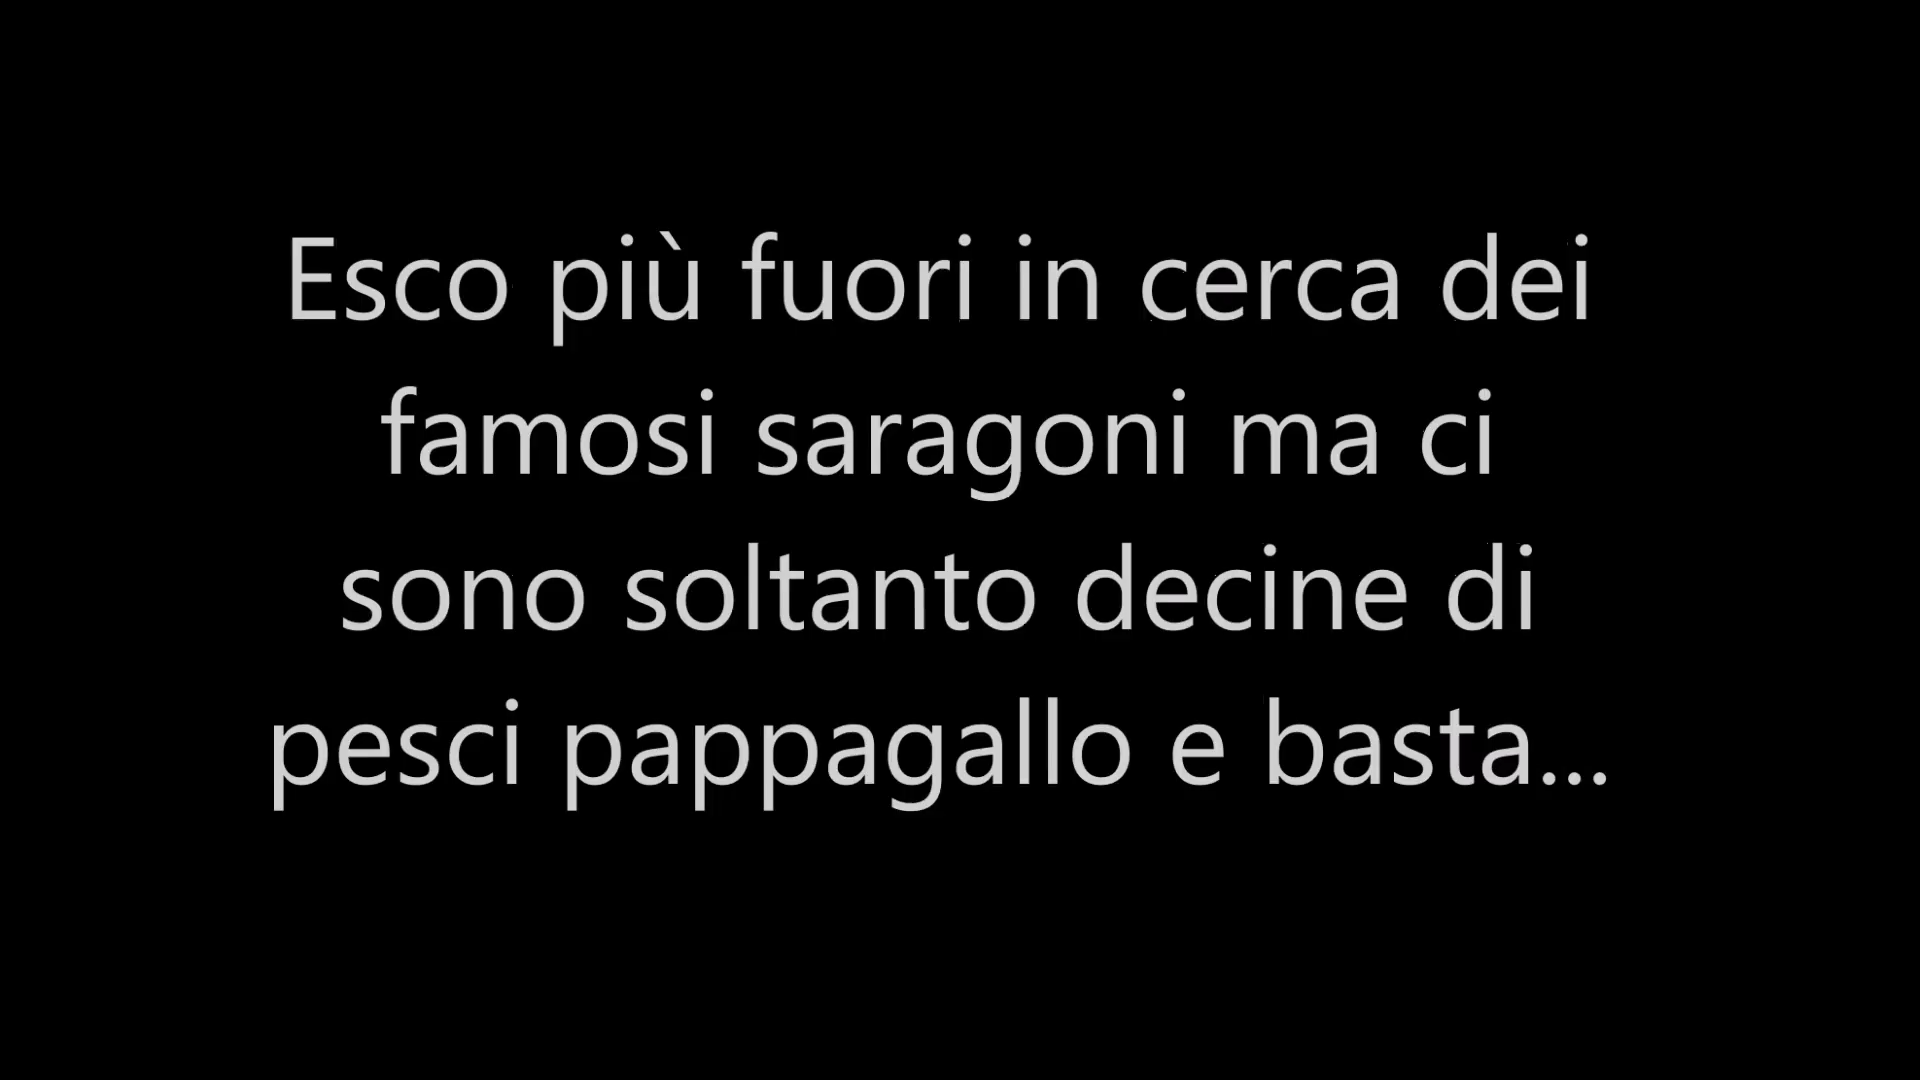 Esco più fuori in cerca dei
famosi saragoni ma ci
sono soltanto decine di
pesci pappagallo e basta...